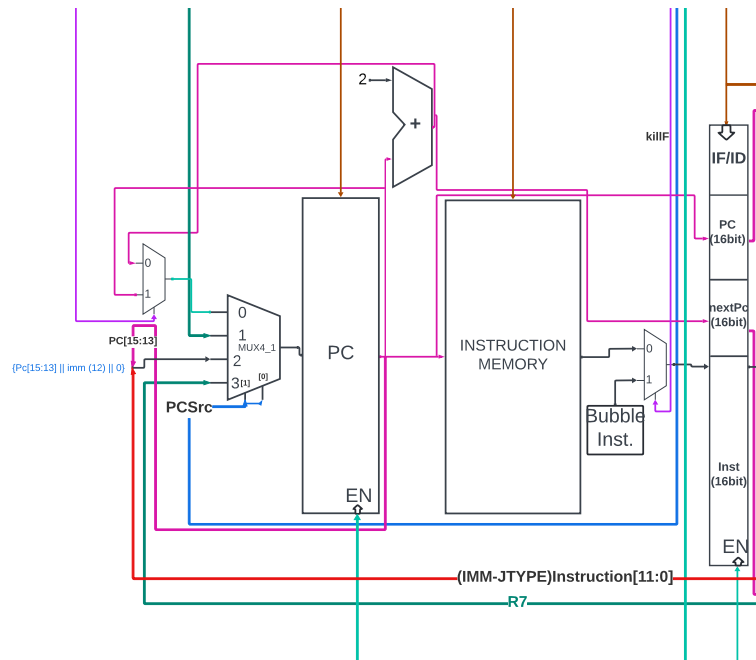 2
+
killF
IF/ID
PC
(16bit)
nextPc
(16bit)
Inst
(16bit)
EN
0
1
0
1
MUX4_1
2
3
[1]
[0]
PC[15:13]
{Pc[15:13] || imm (12) || 0}
PCSrc
PC
EN
INSTRUCTION
MEMORY
0
1
Bubble
Inst.
(IMM-JTYPE)Instruction[11:0]
R7